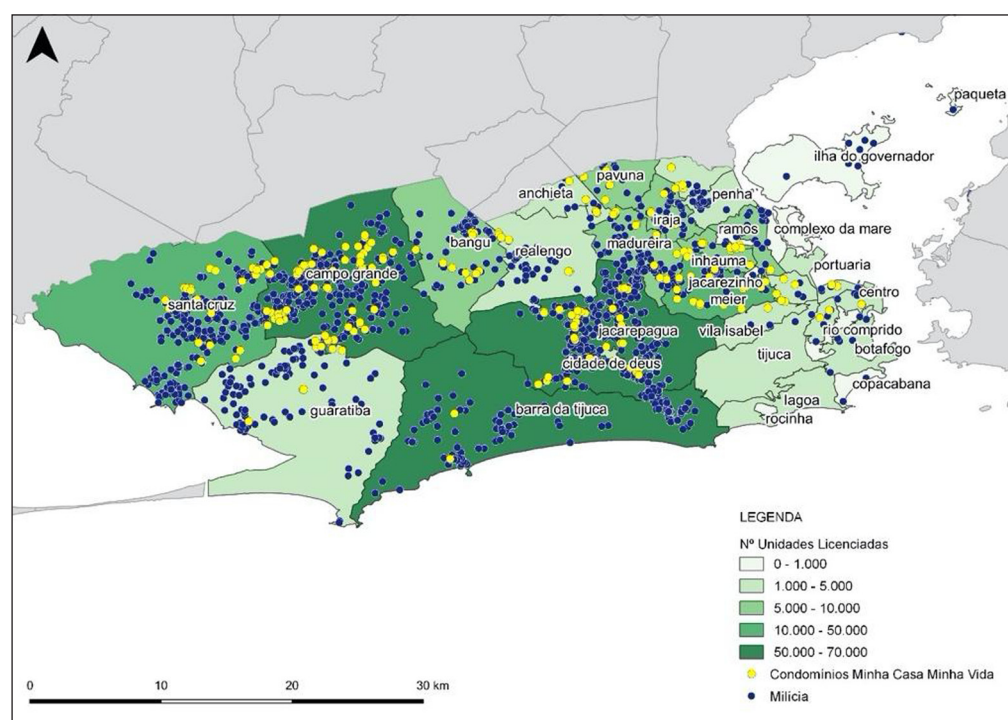 paqueta
ilha do governador
pavuna
anchieta
penha
iraja
ramos
complexo da mare
madureira
bangu
realengo
inhauma
portuaria
campo grande
jacarezinho
centro
santa cruz
méier
jacarepagua
vila isabel
rio comprido
botafogo
tijuca
cidade de deus
copacabana
lagoa
guaratiba
barra da tijuca
rocinha
LEGENDA
Nº Unidades Licenciadas
0 - 1.000
1.000 - 5.000
5.000 - 10.000
10.000 - 50.000
50.000 - 70.000
Condomínios Minha Casa Minha Vida
Milícia
0 10 20 30 km